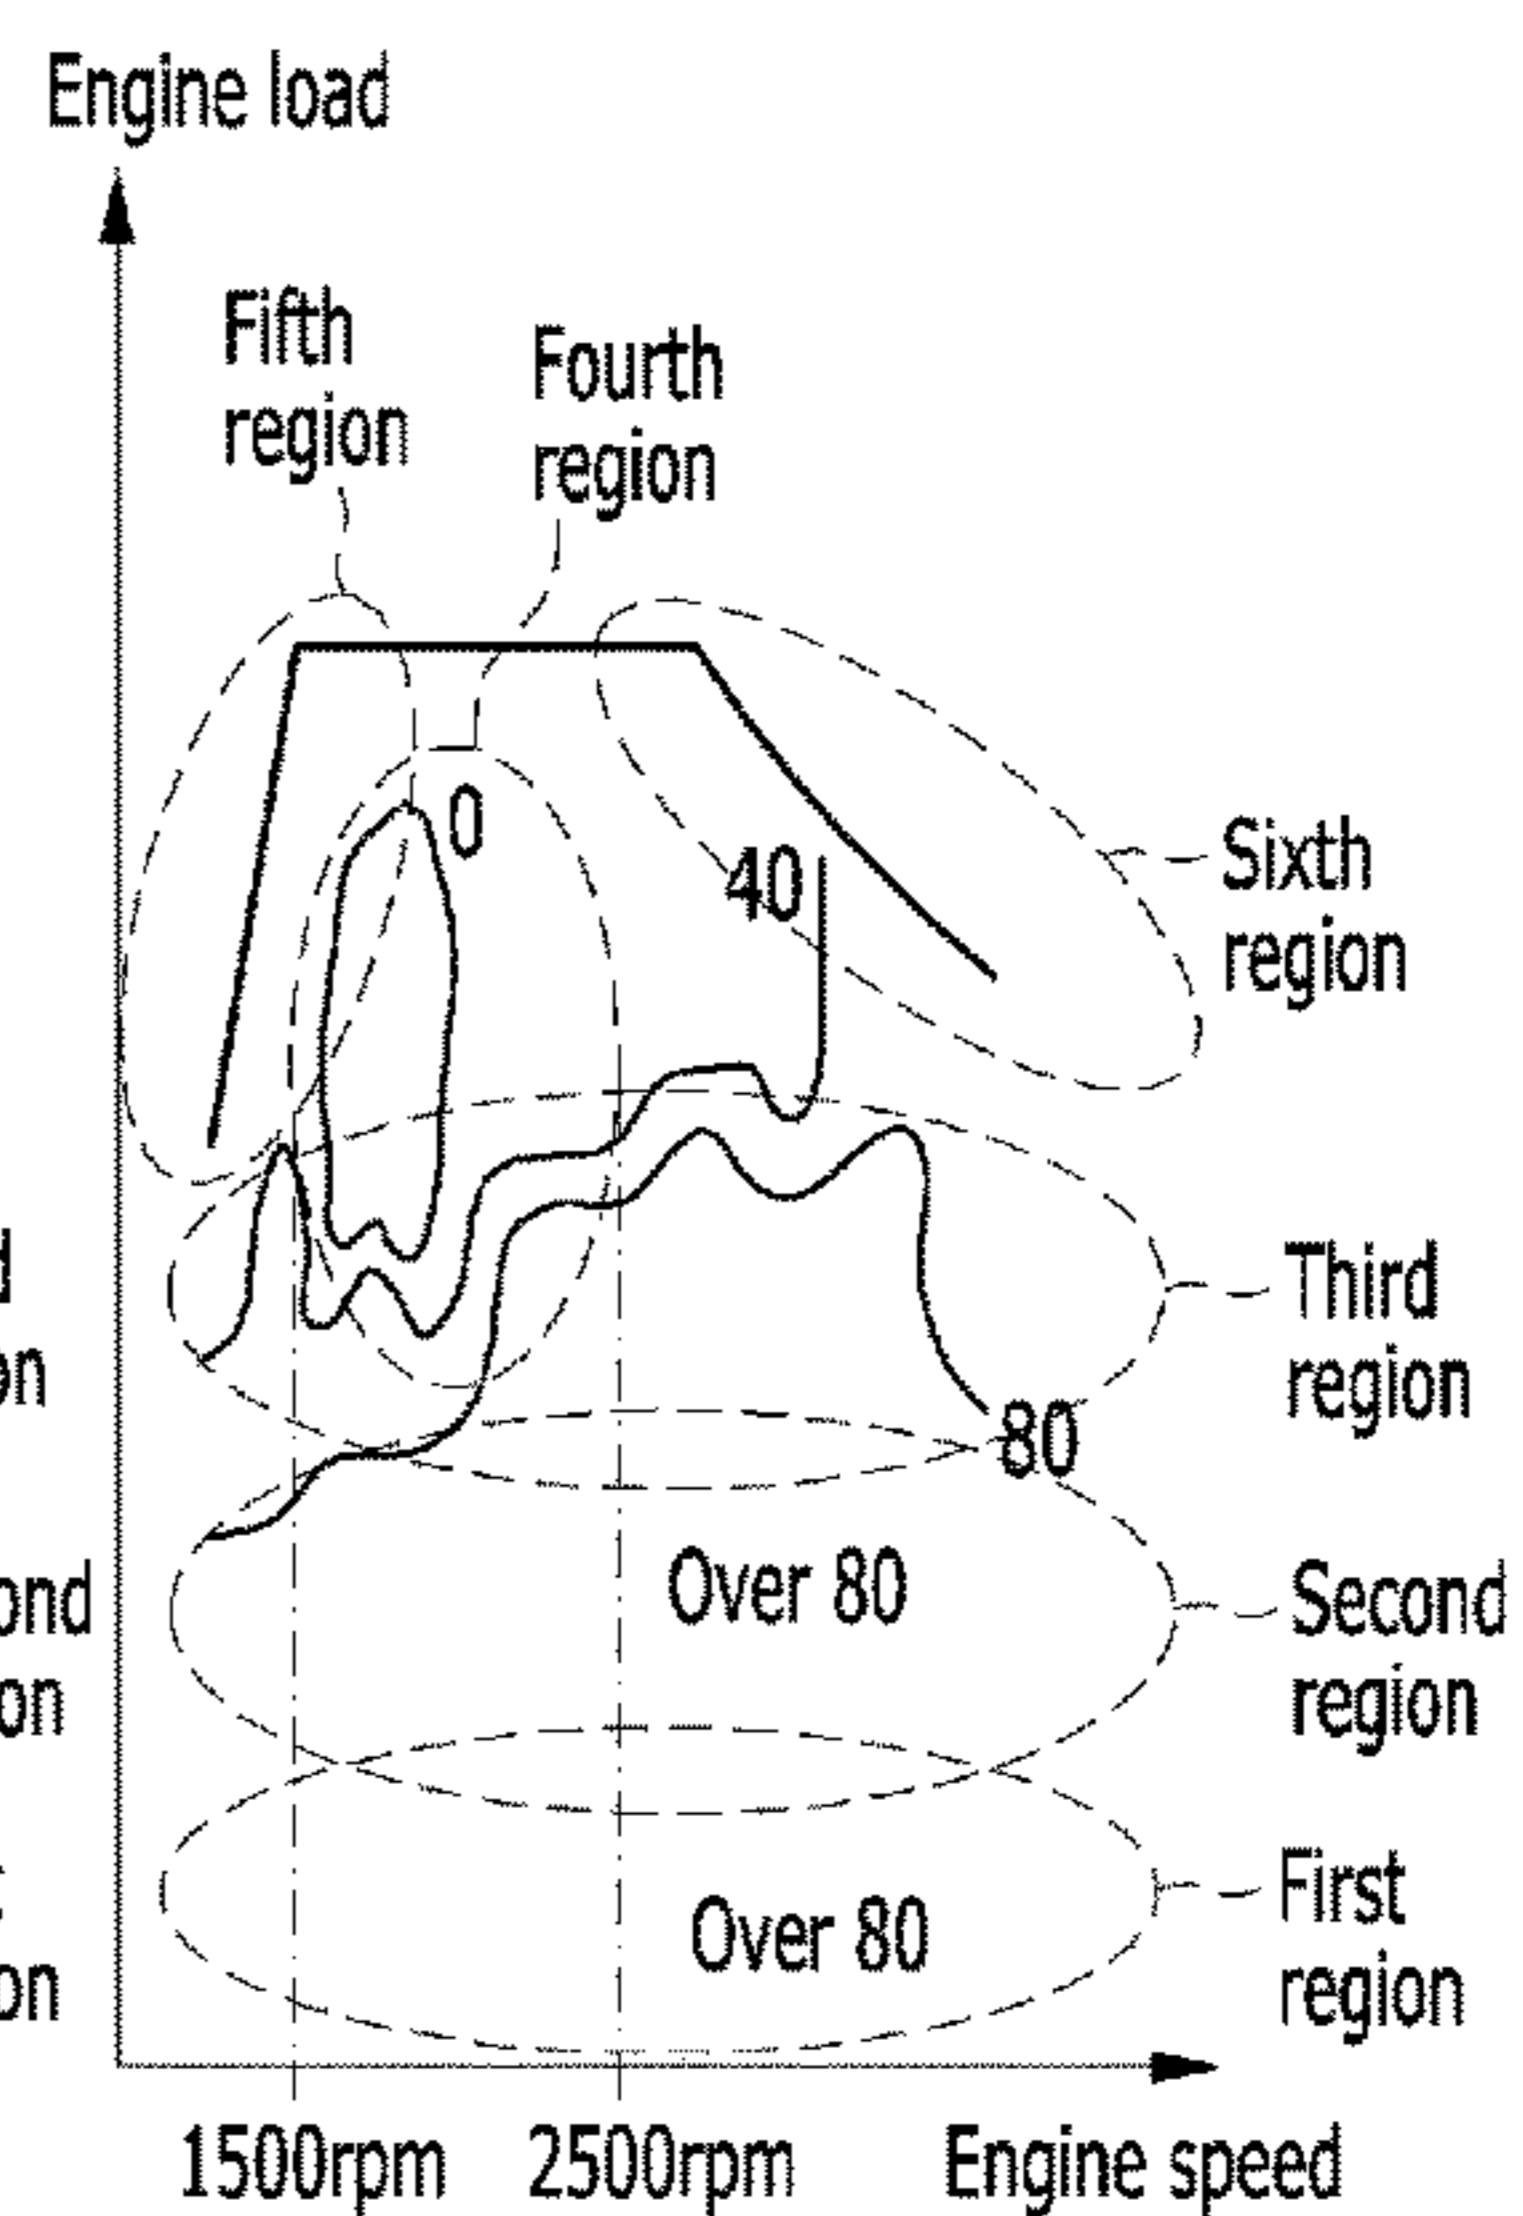 Engine load
Fifth
region
Fourth
region
0
40
Sixth
region
Third
region
80
Over 80
Second
region
Over 80
First
region
1500rpm
2500rpm
Engine speed